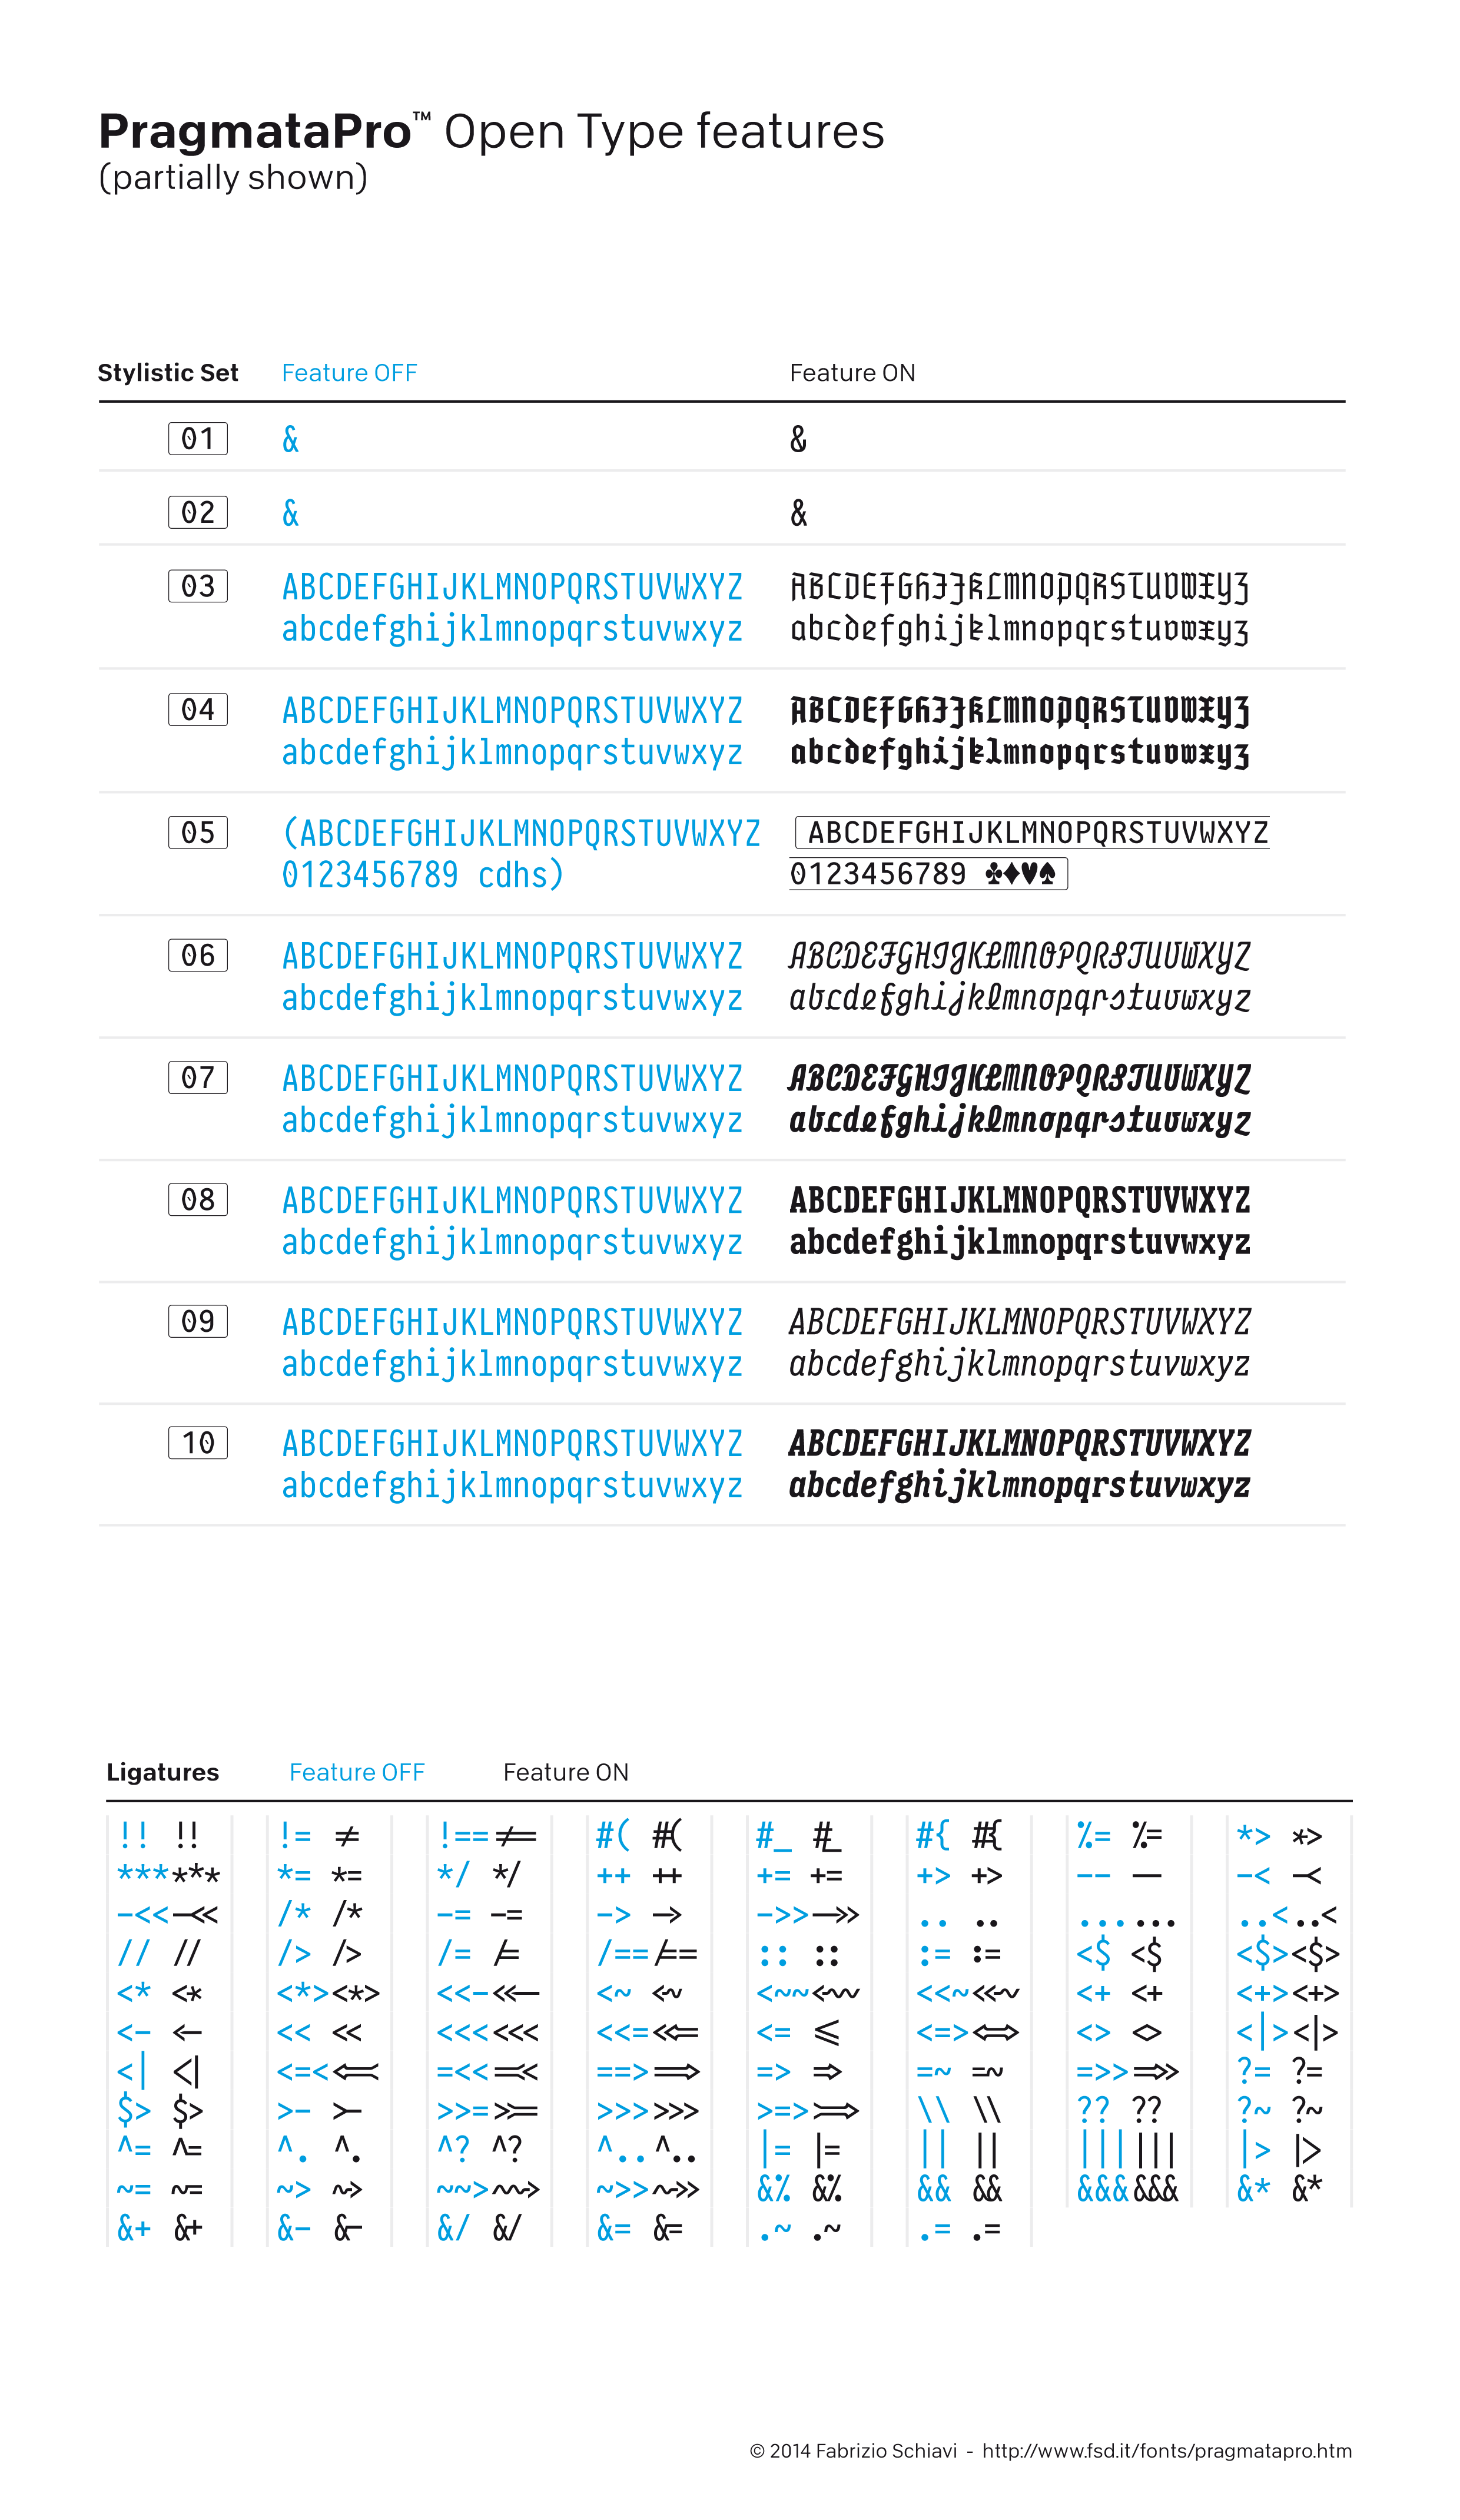 PragmataPro™ Open Type features
(partially shown)
Stylistic Set Feature OFF Feature ON
01 & &
02 & &
03 ABCDEFGHIJKLMNOPQRSTUVWXYZ ABCDEFGHIJKLMNOPQRSTUVWXYZ
abcdefghijklmnopqrstuvwxyz abcdefghijklmnopqrstuvwxyz
04 ABCDEFGHIJKLMNOPQRSTUVWXYZ ABCDEFGHIJKLMNOPQRSTUVWXYZ
abcdefghijklmnopqrstuvwxyz abcdefghijklmnopqrstuvwxyz
05 (ABCDEFGHIJKLMNOPQRSTUVWXYZ ABCDEFGHIJKLMNOPQRSTUVWXYZ
0123456789 cdhs) 0123456789 ♣♦♥♠
06 ABCDEFGHIJKLMNOPQRSTUVWXYZ ABCDEFGHIJKLMNOPQRSTUVWXYZ
abcdefghijklmnopqrstuvwxyz abcdefghijklmnopqrstuvwxyz
07 ABCDEFGHIJKLMNOPQRSTUVWXYZ ABCDEFGHIJKLMNOPQRSTUVWXYZ
abcdefghijklmnopqrstuvwxyz abcdefghijklmnopqrstuvwxyz
08 ABCDEFGHIJKLMNOPQRSTUVWXYZ ABCDEFGHIJKLMNOPQRSTUVWXYZ
abcdefghijklmnopqrstuvwxyz abcdefghijklmnopqrstuvwxyz
09 ABCDEFGHIJKLMNOPQRSTUVWXYZ ABCDEFGHIJKLMNOPQRSTUVWXYZ
abcdefghijklmnopqrstuvwxyz abcdefghijklmnopqrstuvwxyz
10 ABCDEFGHIJKLMNOPQRSTUVWXYZ ABCDEFGHIJKLMNOPQRSTUVWXYZ
abcdefghijklmnopqrstuvwxyz abcdefghijklmnopqrstuvwxyz
Ligatures Feature OFF Feature ON
!! !! != != !== !== #( #( #_ #_ #{ #{ %= %= *> *>
*** *** *= *= */ */ ++ ++ += += +> +> -- -- -< -<
-<< -<< /* /* -= -= -> -> ->> ->> .. .. ... ... ..< ..<
// // /> /> /= /= /== /== :: :: := := <$ <$ <$> <$>
<* <* <*> <*> <<- <<- <~ <~ <~~ <~~ <<~ <<~ <+ <+ <+> <+>
<- <- << << <<< <<< <<= <<= <= <= <=> <=> <> <> <|> <|>
<| <| <=< <=< =<< =<< ==> ==> => => =~ =~ =>> =>> ?= ?=
$> $> >- >- >>= >>= >>> >>> >=> >=> \\ \\ ?? ?? ?~ ?~
^= ^= ^. ^. ^? ^? ^.. ^.. |= |= || || ||| ||| |> |>
~= ~= ~> ~> ~~> ~~> ~>> ~>> &% &% && && &&& &&& &* &*
&+ &+ &- &- &/ &/ &= &= .~ .~ .= .=
© 2014 Fabrizio Schiavi - http://www.fsd.it/fonts/pragmatapro.htm